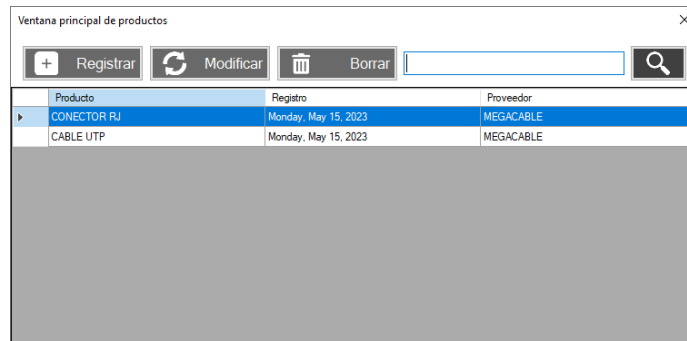 Ventana principal de productos
Registrar Modificar Borrar
Producto Registro Proveedor
CONECTOR RJ Monday, May 15, 2023 MEGACABLE
CABLE UTP Monday, May 15, 2023 MEGACABLE